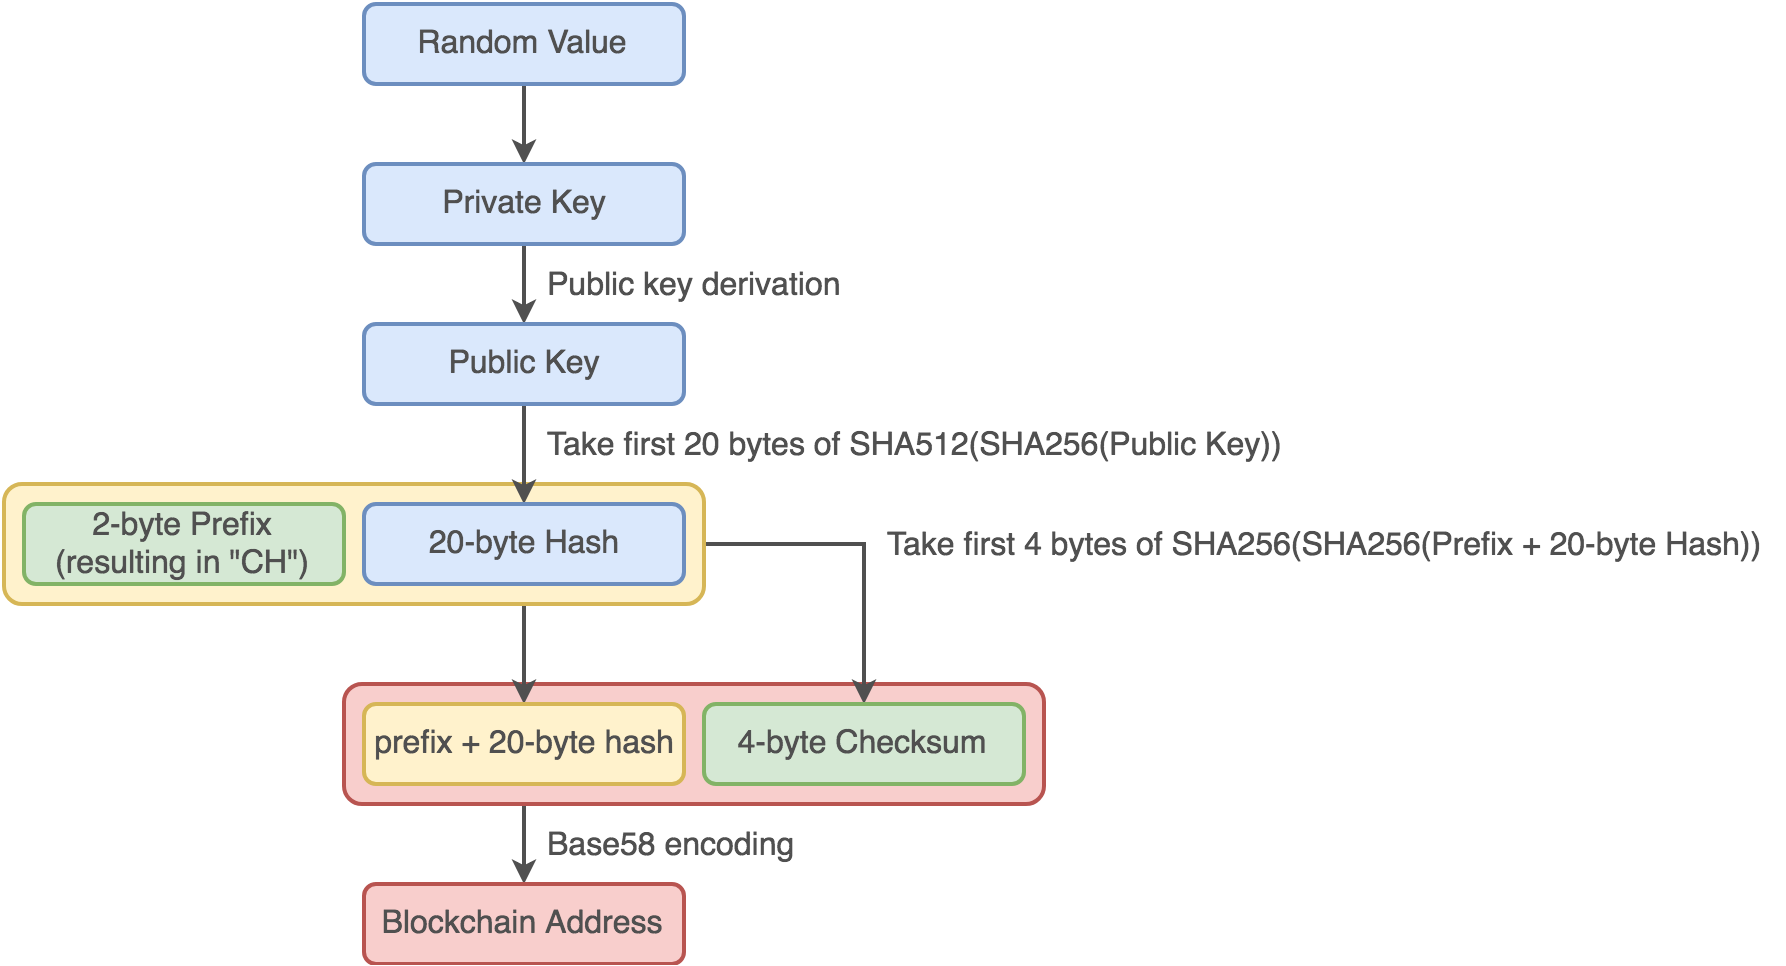 Random Value
Private Key
Public key derivation
Public Key
Take first 20 bytes of SHA512(SHA256(Public Key))
2-byte Prefix
(resulting in "CH")
20-byte Hash
Take first 4 bytes of SHA256(SHA256(Prefix + 20-byte Hash))
prefix + 20-byte hash
4-byte Checksum
Base58 encoding
Blockchain Address